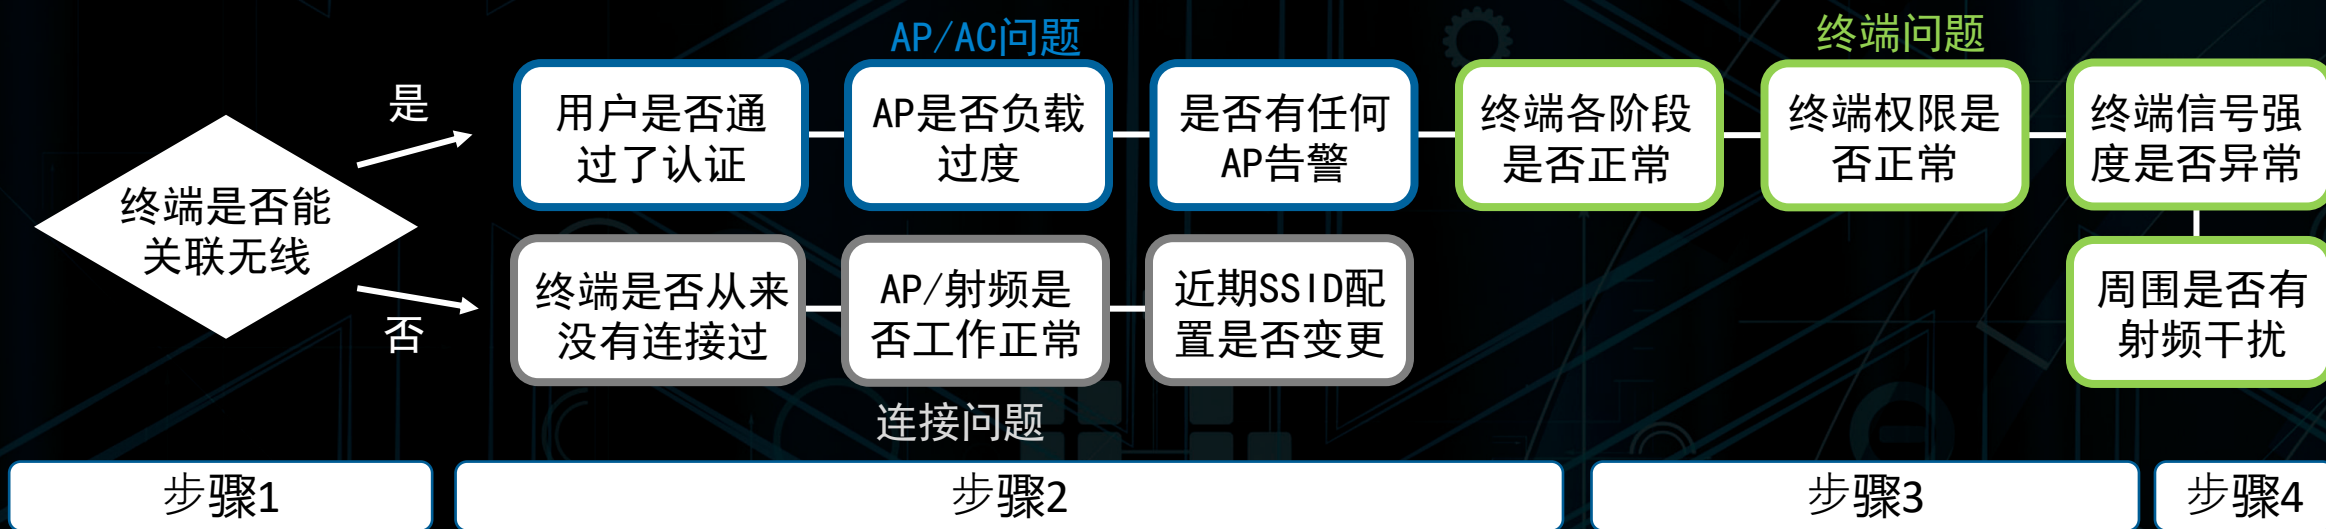 AP/AC问题
终端问题
是
用户是否通
过了认证
AP是否负载
过度
是否有任何
AP告警
终端各阶段
是否正常
终端权限是
否正常
终端信号强
度是否异常
终端是否能
关联无线
否
终端是否从来
没有连接过
AP/射频是
否工作正常
近期SSID配
置是否变更
周围是否有
射频干扰
连接问题
步骤1
步骤2
步骤3
步骤4